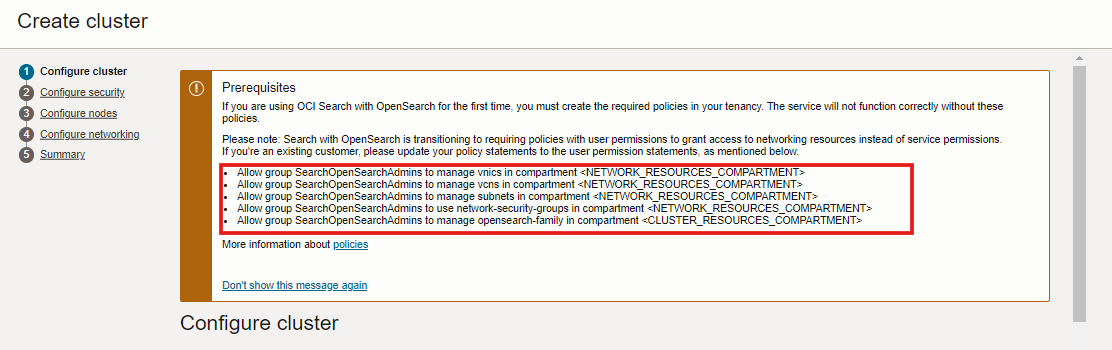 Create cluster
1 Configure cluster
2 Configure security
3 Configure nodes
4 Configure networking
5 Summary
Prerequisites
If you are using OCI Search with OpenSearch for the first time, you must create the required policies in your tenancy. The service will not function correctly without these
policies.
Please note: Search with OpenSearch is transitioning to requiring policies with user permissions to grant access to networking resources instead of service permissions.
If you're an existing customer, please update your policy statements to the user permission statements, as mentioned below.
• Allow group SearchOpenSearchAdmins to manage vnics in compartment <NETWORK_RESOURCES_COMPARTMENT>
• Allow group SearchOpenSearchAdmins to manage vcns in compartment <NETWORK_RESOURCES_COMPARTMENT>
• Allow group SearchOpenSearchAdmins to manage subnets in compartment <NETWORK_RESOURCES_COMPARTMENT>
• Allow group SearchOpenSearchAdmins to use network-security-groups in compartment <NETWORK_RESOURCES_COMPARTMENT>
• Allow group SearchOpenSearchAdmins to manage opensearch-family in compartment <CLUSTER_RESOURCES_COMPARTMENT>
More information about policies
Don't show this message again
Configure cluster